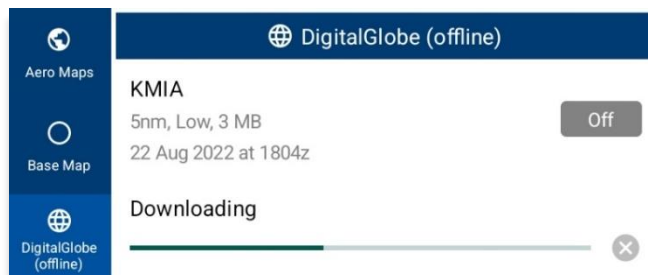 DigitalGlobe (offline)
Aero Maps
Base Map
DigitalGlobe
(offline)
KMIA
5nm, Low, 3 MB
22 Aug 2022 at 1804z
Off
Downloading